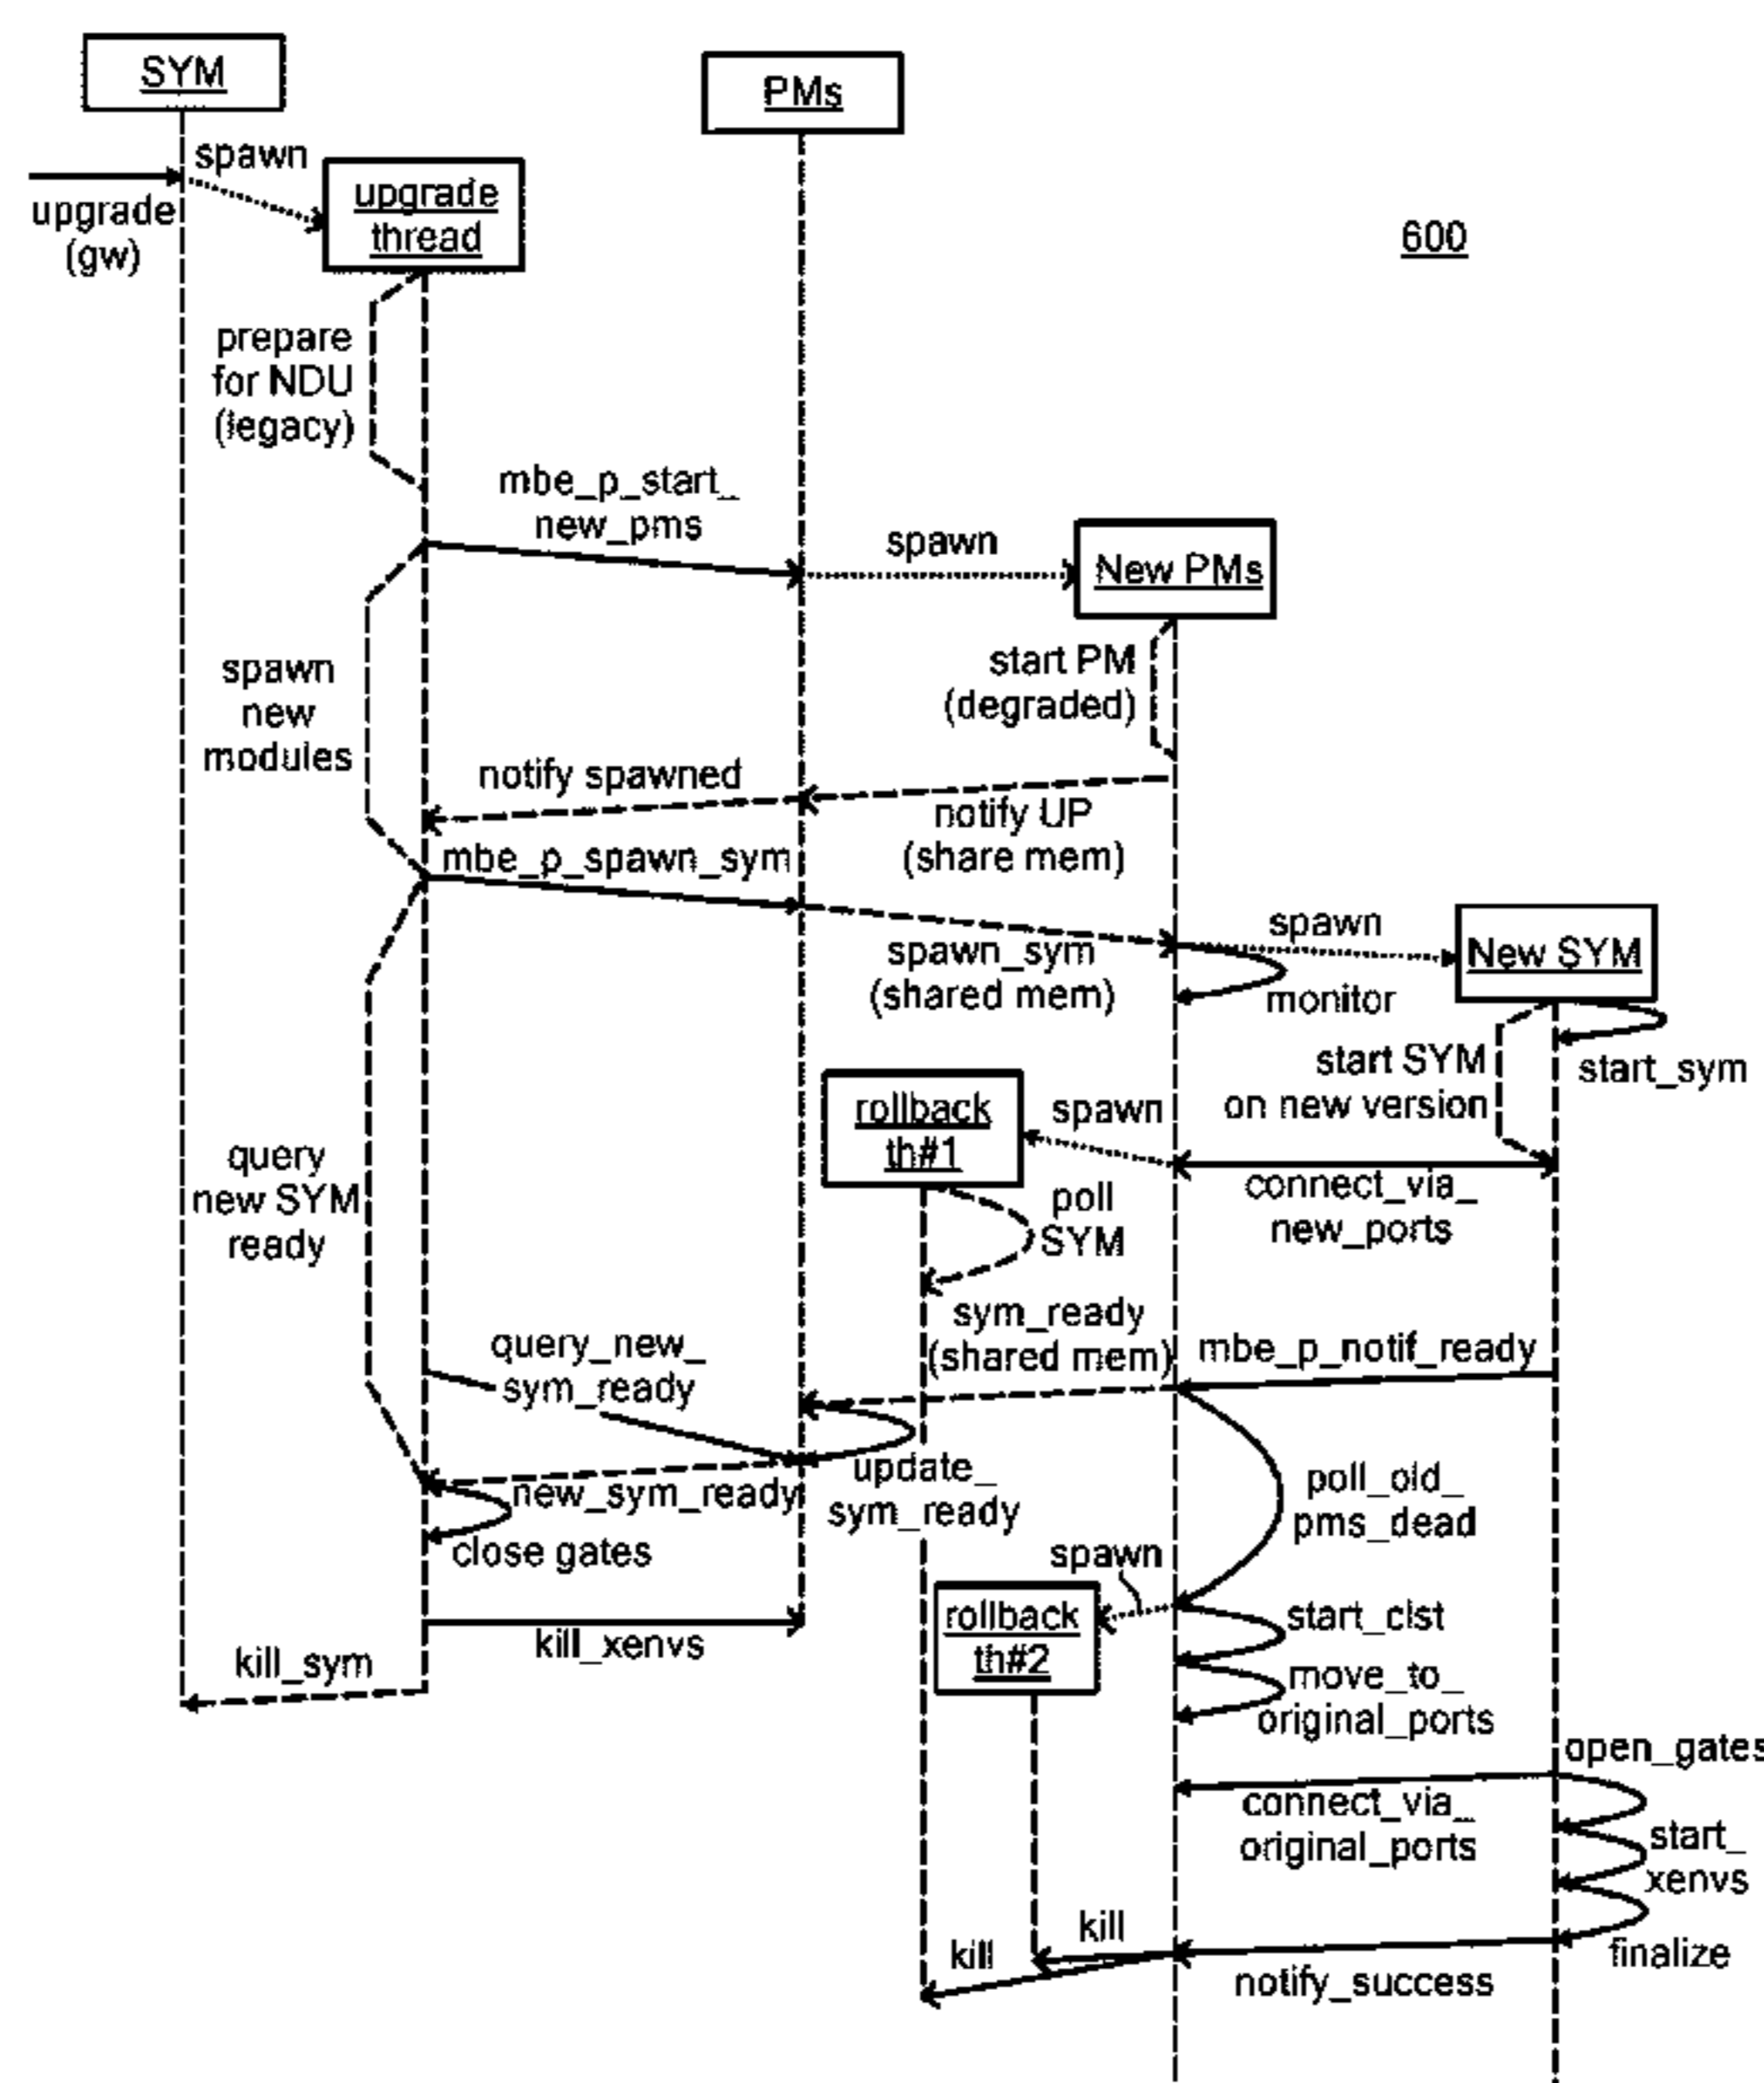 SYM
PMs
spawn
upgrade
thread
upgrade
(gw)
600
prepare
for NDU
(legacy)
mbe_p_start_
new_pms
spawn
New PMs
start PM
(degraded)
spawn
new
modules
notify spawned
notify UP
(share mem)
mbe_p_spawn_sym
spawn
New SYM
spawn_sym
(shared mem)
monitor
start SYM
on new version
start_sym
rollback
th#1
spawn
query
new SYM
ready
connect_via_
new_ports
poll
SYM
sym_ready
(shared mem)
mbe_p_notif_ready
query_new_
sym_ready
update_
sym_ready
new_sym_ready
poll_old_
pms_dead
close gates
spawn
rollback
th#2
start_clst
kill_xenvs
kill_sym
move_to_
original_ports
open_gates
connect_via_
original_ports
start_
xenvs
kill
kill
finalize
notify_success